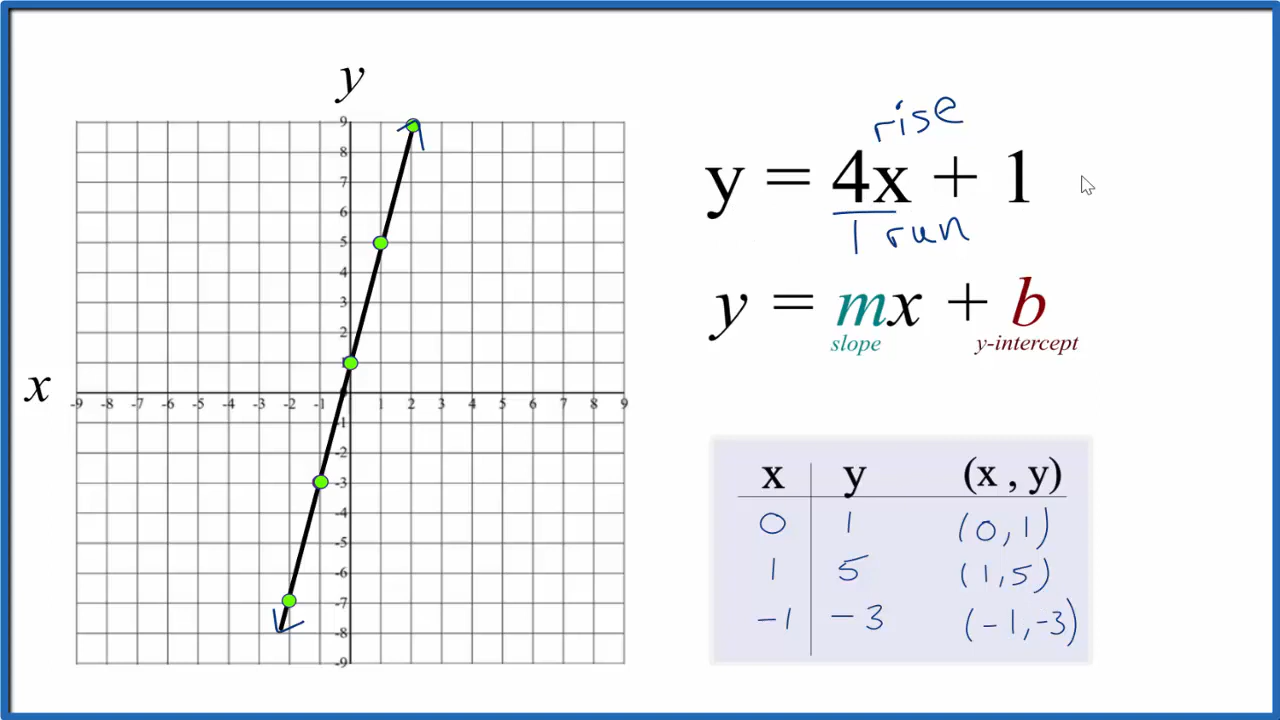 y
9
8
7
6
5
4
3
2
x
-9 -8 -7 -6 -5 -4 -3 -2 -1 1 2 3 4 5 6 7 8 9
-1
-2
-3
-4
-5
-6
-7
-8
-9
rise
y = 4x + 1
1 run
y = mx + b
slope y-intercept
x y (x , y)
0 1 (0,1)
1 5 (1,5)
-1 -3 (-1,-3)